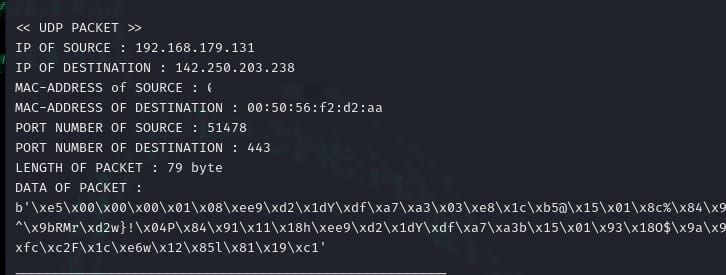 << UDP PACKET >>
IP OF SOURCE : 192.168.179.131
IP OF DESTINATION : 142.250.203.238
MAC-ADDRESS of SOURCE :
MAC-ADDRESS OF DESTINATION : 00:50:56:f2:d2:aa
PORT NUMBER OF SOURCE : 51478
PORT NUMBER OF DESTINATION : 443
LENGTH OF PACKET : 79 byte
DATA OF PACKET :
b'\xe5\x00\x00\x00\x01\x08\xee9\xd2\x1dY\xdf\xa7\xa3\x03\xe8\x1c\xb5@\x15\x01\x8c%\x84\x9
^\x9bRMr\xd2w}!\x04P\x84\x91\x11\x18h\xee9\xd2\x1dY\xdf\xa7\xa3b\x15\x01\x93\x18O$\x9a\x9
xfc\xc2F\x1c\xe6w\x12\x85l\x81\x19\xc1'